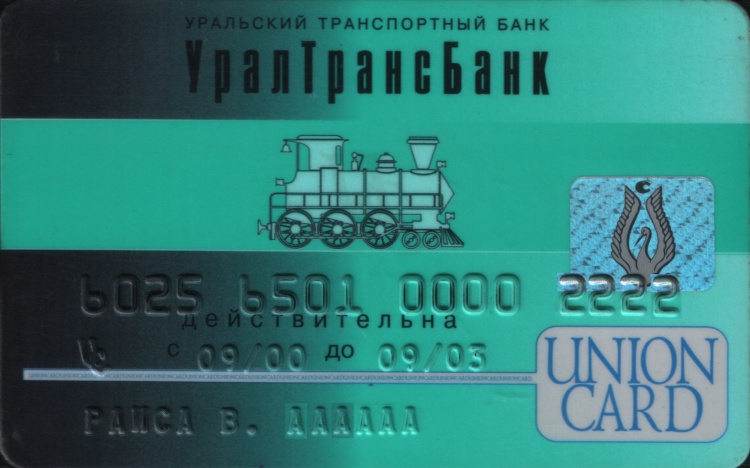 УРАЛЬСКИЙ ТРАНСПОРТНЫЙ БАНК
УралТрансБанк
6025 6501 0000 2222
действительна
с 09/00 до 09/03
UNION
CARD
РАИСА В. АААААА